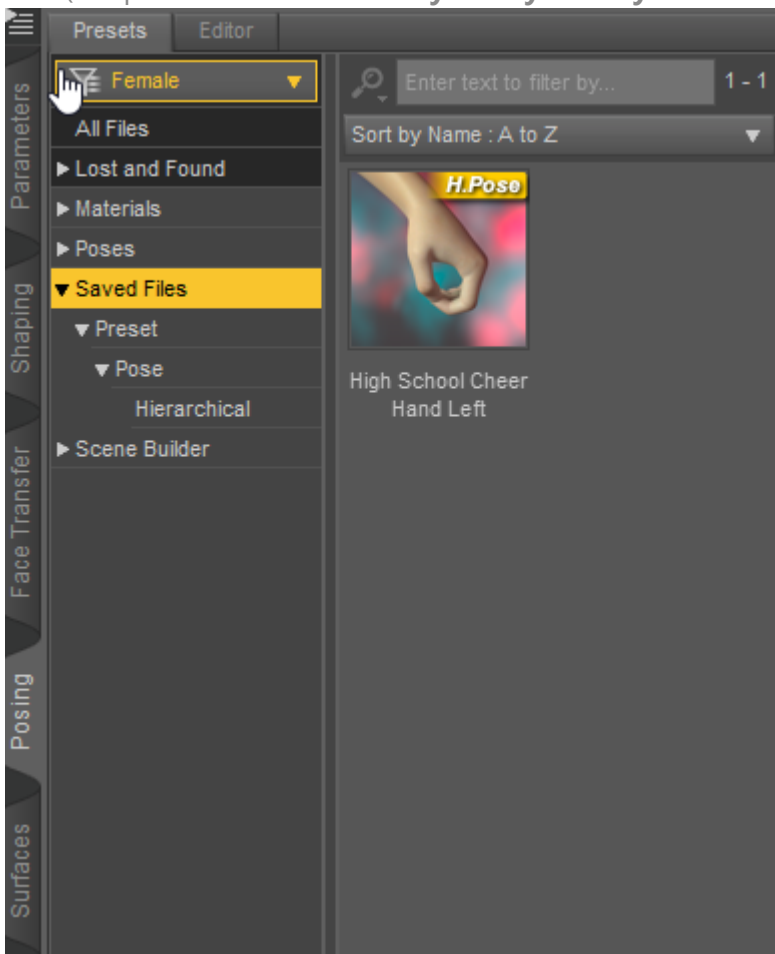 Presets Editor
Female
All Files
Lost and Found
Materials
Poses
Saved Files
Preset
Pose
Hierarchical
Scene Builder
Enter text to filter by...
1 - 1
Sort by Name : A to Z
H.Pose
High School Cheer
Hand Left
Parameters
Shaping
Face Transfer
Posing
Surfaces